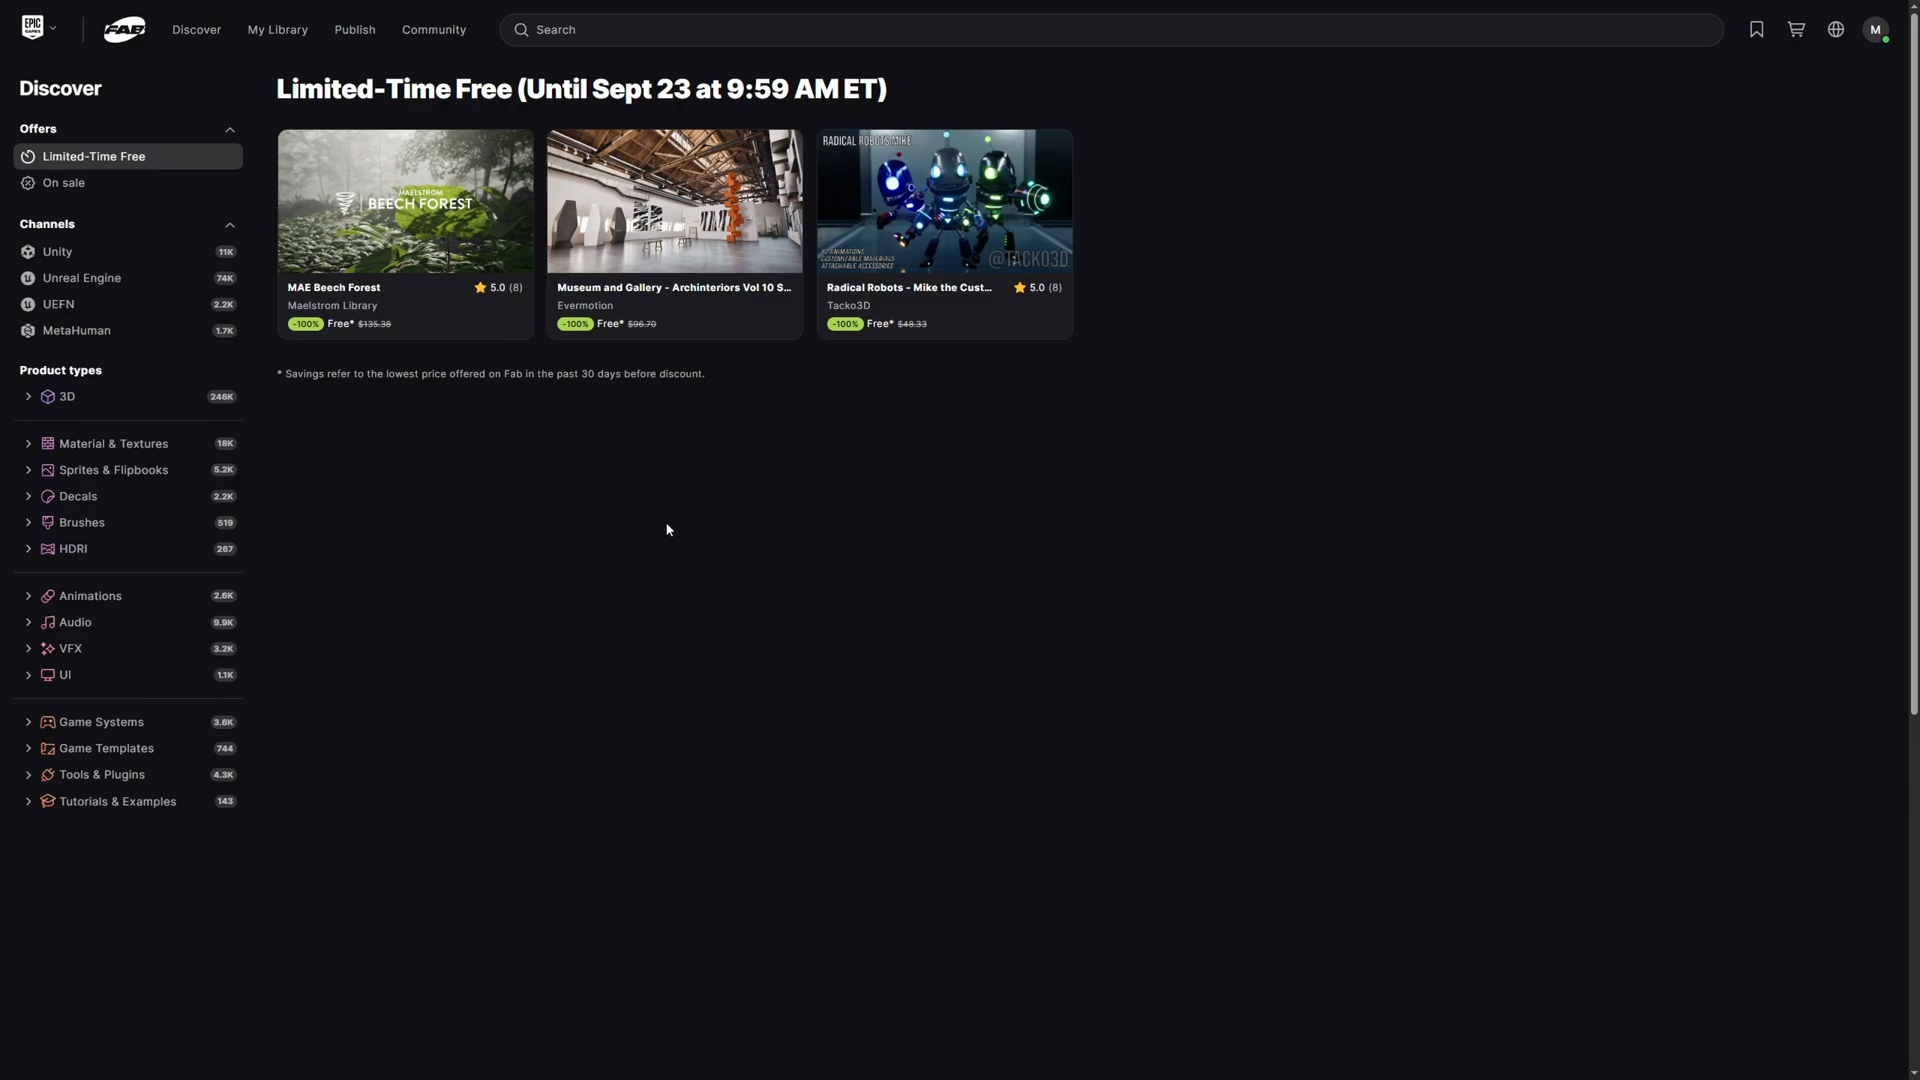 EPIC GAMES
FAB
Discover
My Library
Publish
Community
Search
M
Discover
Offers
Limited-Time Free
On sale
Channels
Unity 11K
Unreal Engine 74K
UEFN 2.2K
MetaHuman 1.7K
Product types
3D 246K
Material & Textures 18K
Sprites & Flipbooks 5.2K
Decals 2.2K
Brushes 519
HDRI 267
Animations 2.6K
Audio 9.9K
VFX 3.2K
UI 1.1K
Game Systems 3.6K
Game Templates 744
Tools & Plugins 4.3K
Tutorials & Examples 143
Limited-Time Free (Until Sept 23 at 9:59 AM ET)
MAELSTROM
BEECH FOREST
MAE Beech Forest 5.0 (8)
Maelstrom Library
-100% Free* $135.38
Museum and Gallery - Archinteriors Vol 10 S...
Evermotion
-100% Free* $96.70
RADICAL ROBOTS MIKE
ANIMATIONS
CUSTOMIZABLE MATERIALS
ATTACHABLE ACCESSORIES
@TACKO3D
Radical Robots - Mike the Cust... 5.0 (8)
Tacko3D
-100% Free* $48.33
* Savings refer to the lowest price offered on Fab in the past 30 days before discount.